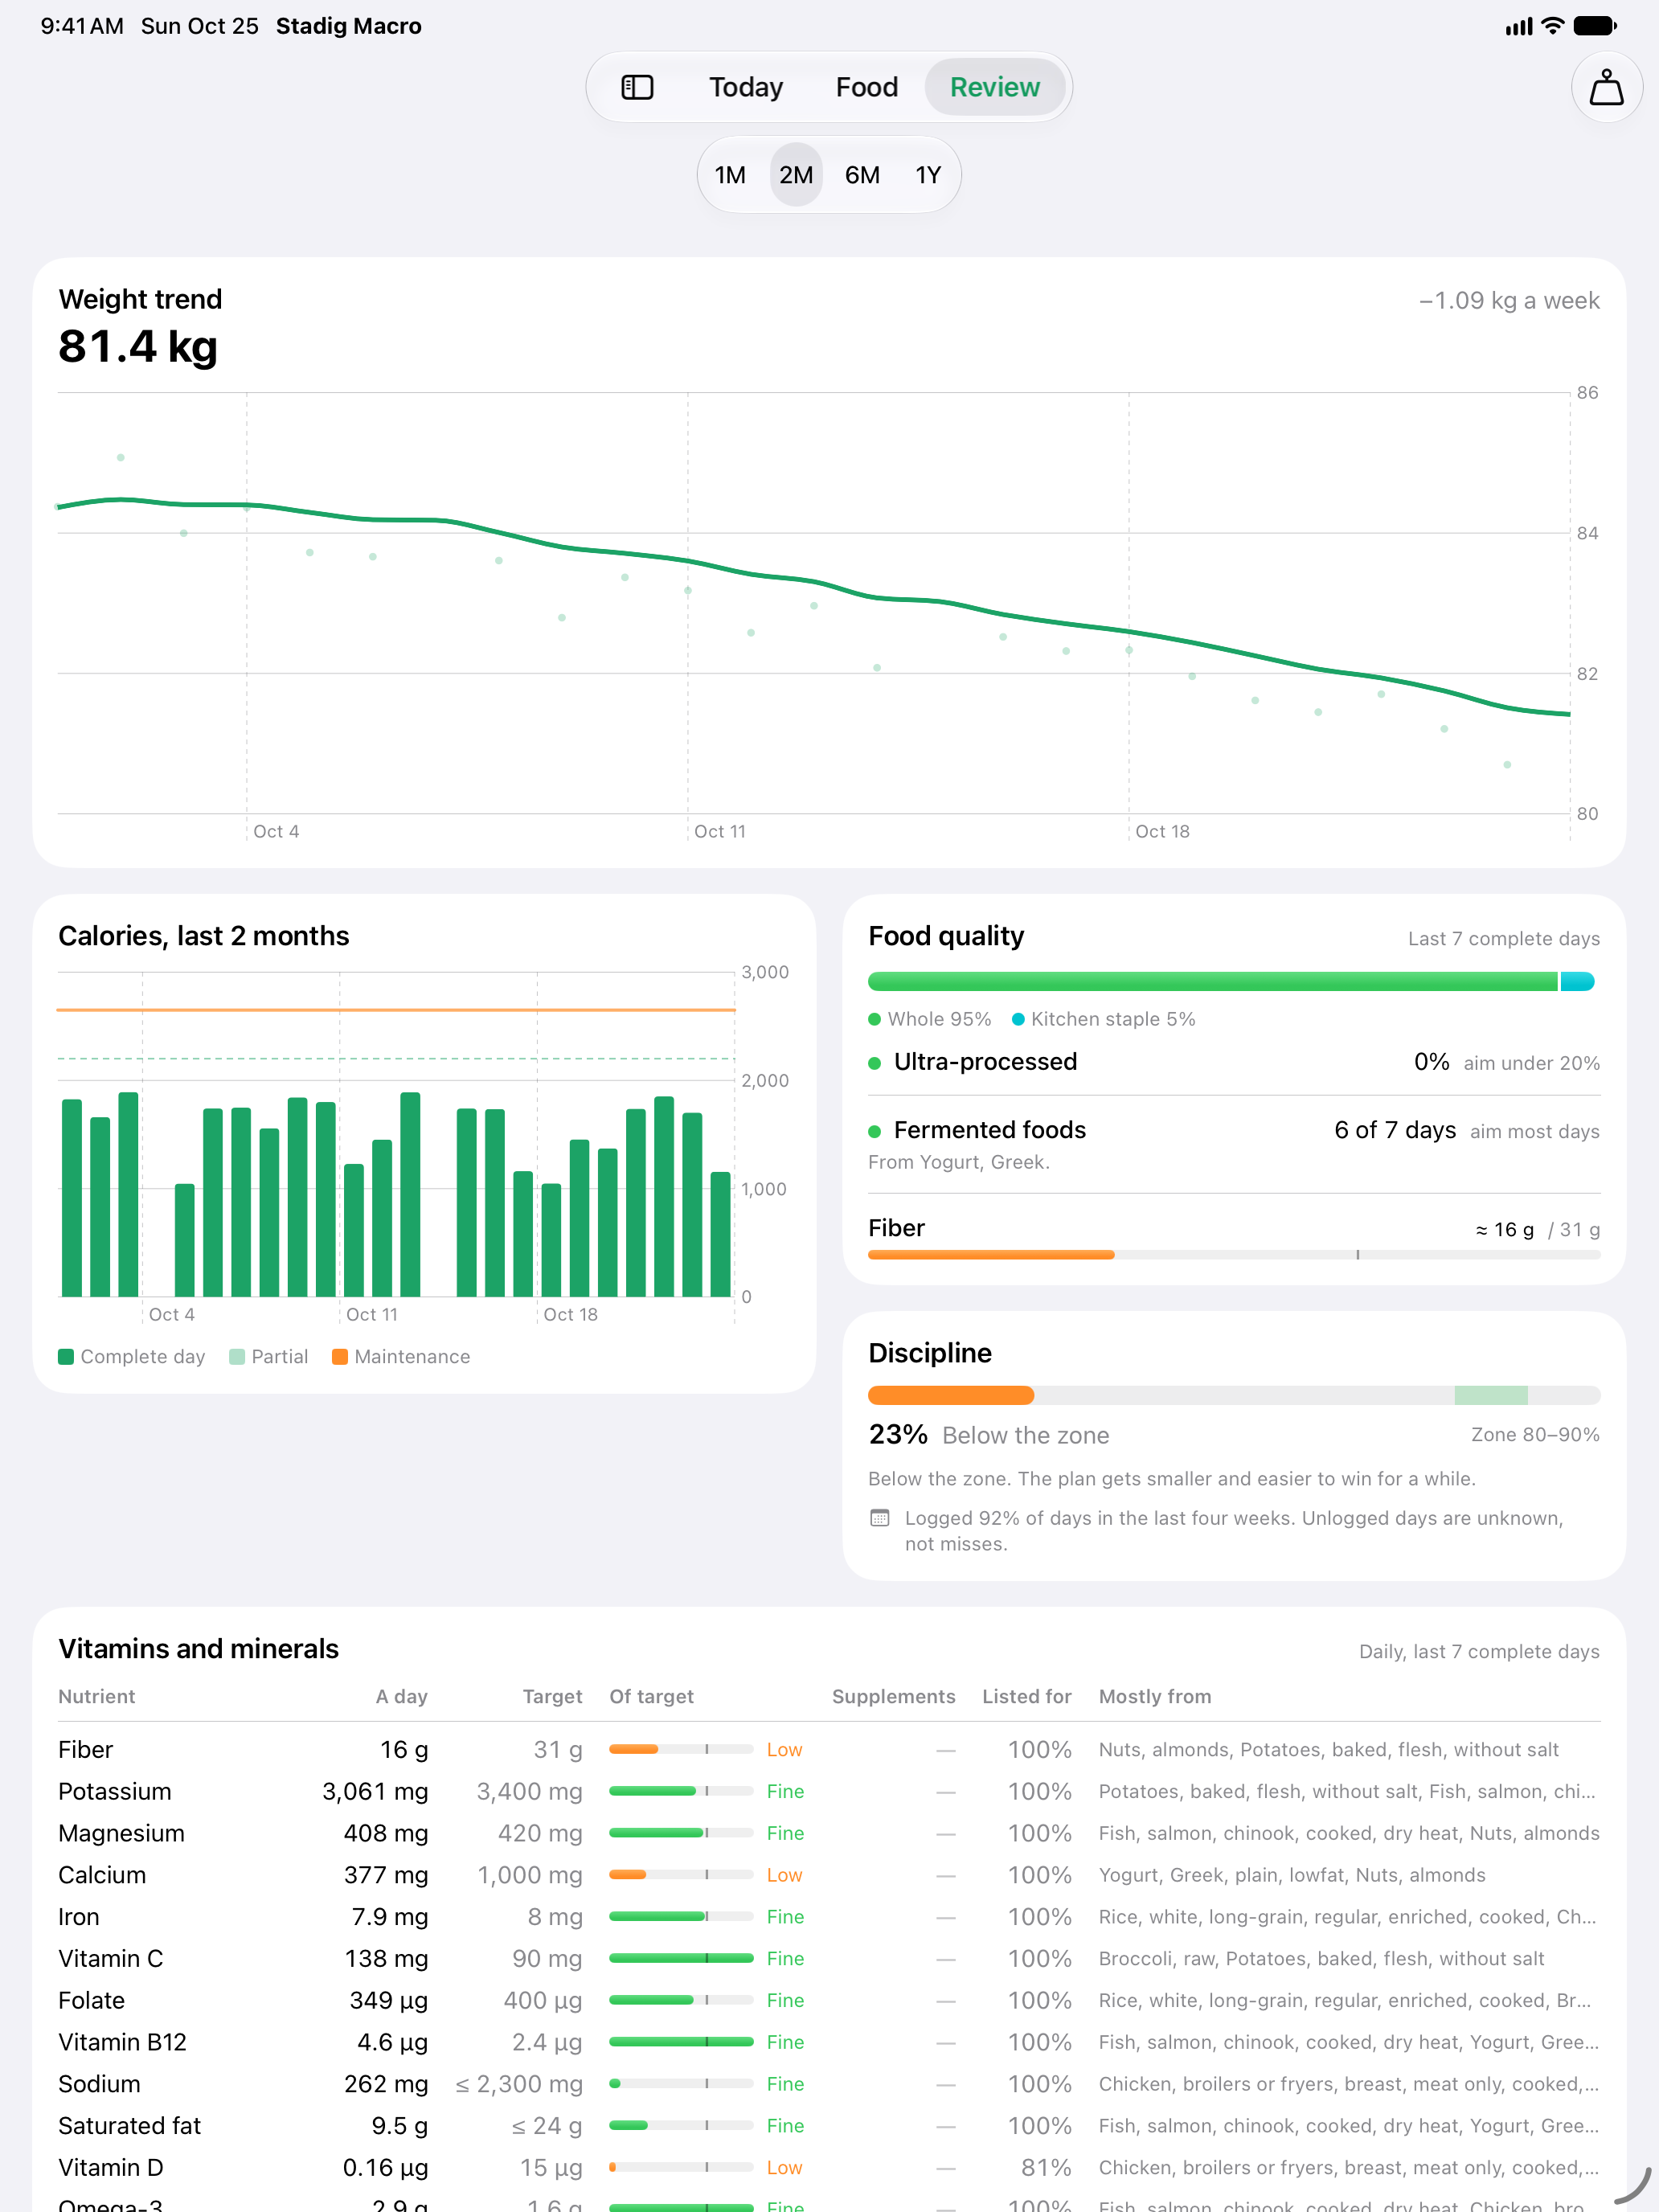 9:41 AM Sun Oct 25 Stadig Macro
Today Food Review
1M 2M 6M 1Y
Weight trend
−1.09 kg a week
81.4 kg
86
84
82
80
Oct 4
Oct 11
Oct 18
Calories, last 2 months
3,000
2,000
1,000
0
Oct 4
Oct 11
Oct 18
Complete day Partial Maintenance
Food quality
Last 7 complete days
Whole 95% Kitchen staple 5%
Ultra-processed 0% aim under 20%
Fermented foods 6 of 7 days aim most days
From Yogurt, Greek.
Fiber ≈ 16 g / 31 g
Discipline
23% Below the zone Zone 80–90%
Below the zone. The plan gets smaller and easier to win for a while.
Logged 92% of days in the last four weeks. Unlogged days are unknown,
not misses.
Vitamins and minerals
Daily, last 7 complete days
Nutrient A day Target Of target Supplements Listed for Mostly from
Fiber 16 g 31 g Low — 100% Nuts, almonds, Potatoes, baked, flesh, without salt
Potassium 3,061 mg 3,400 mg Fine — 100% Potatoes, baked, flesh, without salt, Fish, salmon, chi...
Magnesium 408 mg 420 mg Fine — 100% Fish, salmon, chinook, cooked, dry heat, Nuts, almonds
Calcium 377 mg 1,000 mg Low — 100% Yogurt, Greek, plain, lowfat, Nuts, almonds
Iron 7.9 mg 8 mg Fine — 100% Rice, white, long-grain, regular, enriched, cooked, Ch...
Vitamin C 138 mg 90 mg Fine — 100% Broccoli, raw, Potatoes, baked, flesh, without salt
Folate 349 µg 400 µg Fine — 100% Rice, white, long-grain, regular, enriched, cooked, Br...
Vitamin B12 4.6 µg 2.4 µg Fine — 100% Fish, salmon, chinook, cooked, dry heat, Yogurt, Gree...
Sodium 262 mg ≤ 2,300 mg Fine — 100% Chicken, broilers or fryers, breast, meat only, cooked,...
Saturated fat 9.5 g ≤ 24 g Fine — 100% Fish, salmon, chinook, cooked, dry heat, Yogurt, Gree...
Vitamin D 0.16 µg 15 µg Low — 81% Chicken, broilers or fryers, breast, meat only, cooked,...
Omega-3 2.9 g 1.6 g Fine — 100% Fish, salmon, chinook, cooked, dry heat, Chicken, bro...